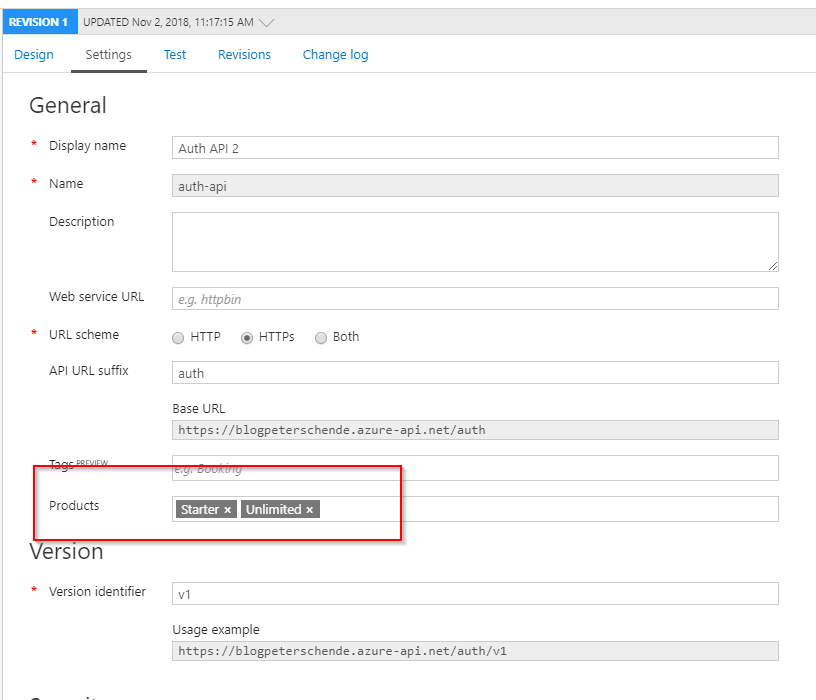 REVISION 1 UPDATED Nov 2, 2018, 11:17:15 AM
Design Settings Test Revisions Change log
General
* Display name Auth API 2
* Name auth-api
Description
Web service URL e.g. httpbin
* URL scheme HTTP HTTPs Both
API URL suffix auth
Base URL
https://blogpeterschende.azure-api.net/auth
Tags PREVIEW e.g. Booking
Products Starter × Unlimited ×
Version
* Version identifier v1
Usage example
https://blogpeterschende.azure-api.net/auth/v1